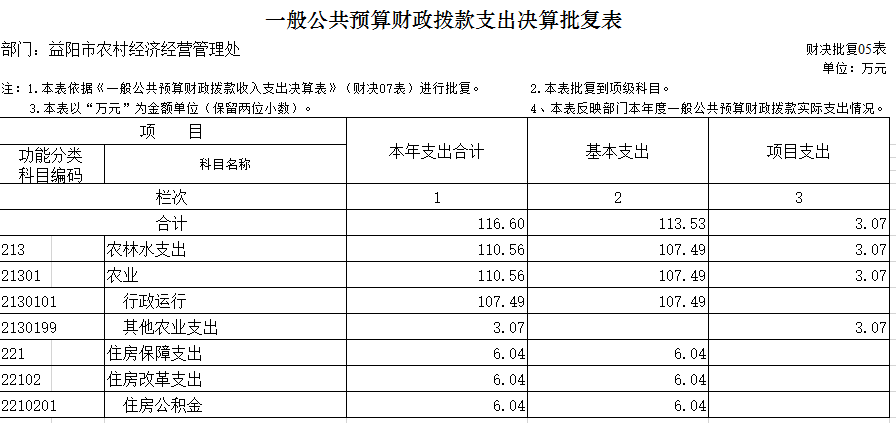 一般公共预算财政拨款支出决算批复表
部门：益阳市农村经济经营管理处 财决批复05表
单位：万元
注：1.本表依据《一般公共预算财政拨款收入支出决算表》（财决07表）进行批复。 2.本表批复到项级科目。
3.本表以“万元”为金额单位（保留两位小数）。 4、本表反映部门本年度一般公共预算财政拨款实际支出情况。
项 目 本年支出合计 基本支出 项目支出
功能分类科目编码 科目名称
栏次 1 2 3
合计 116.60 113.53 3.07
213 农林水支出 110.56 107.49 3.07
21301 农业 110.56 107.49 3.07
2130101 行政运行 107.49 107.49
2130199 其他农业支出 3.07 3.07
221 住房保障支出 6.04 6.04
22102 住房改革支出 6.04 6.04
2210201 住房公积金 6.04 6.04